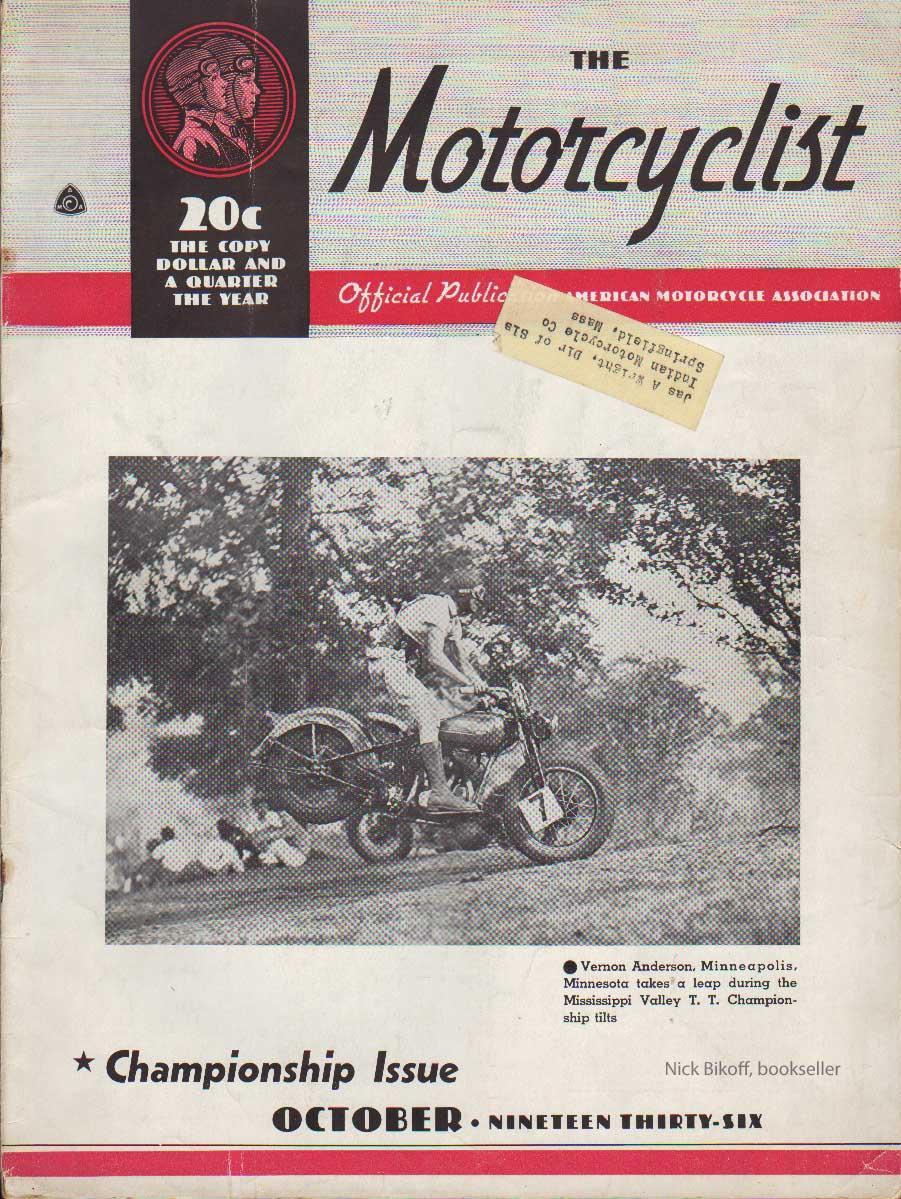 THE
Motorcyclist
A
M A
20c
THE COPY
DOLLAR AND
A QUARTER
THE YEAR
Official Publication AMERICAN MOTORCYCLE ASSOCIATION
Jas A Wright, Dir of Sls
Indian Motorcycle Co
Springfield, Mass
7
Vernon Anderson, Minneapolis,
Minnesota takes a leap during the
Mississippi Valley T. T. Champion-
ship tilts
★ Championship Issue
Nick Bikoff, bookseller
OCTOBER • NINETEEN THIRTY-SIX